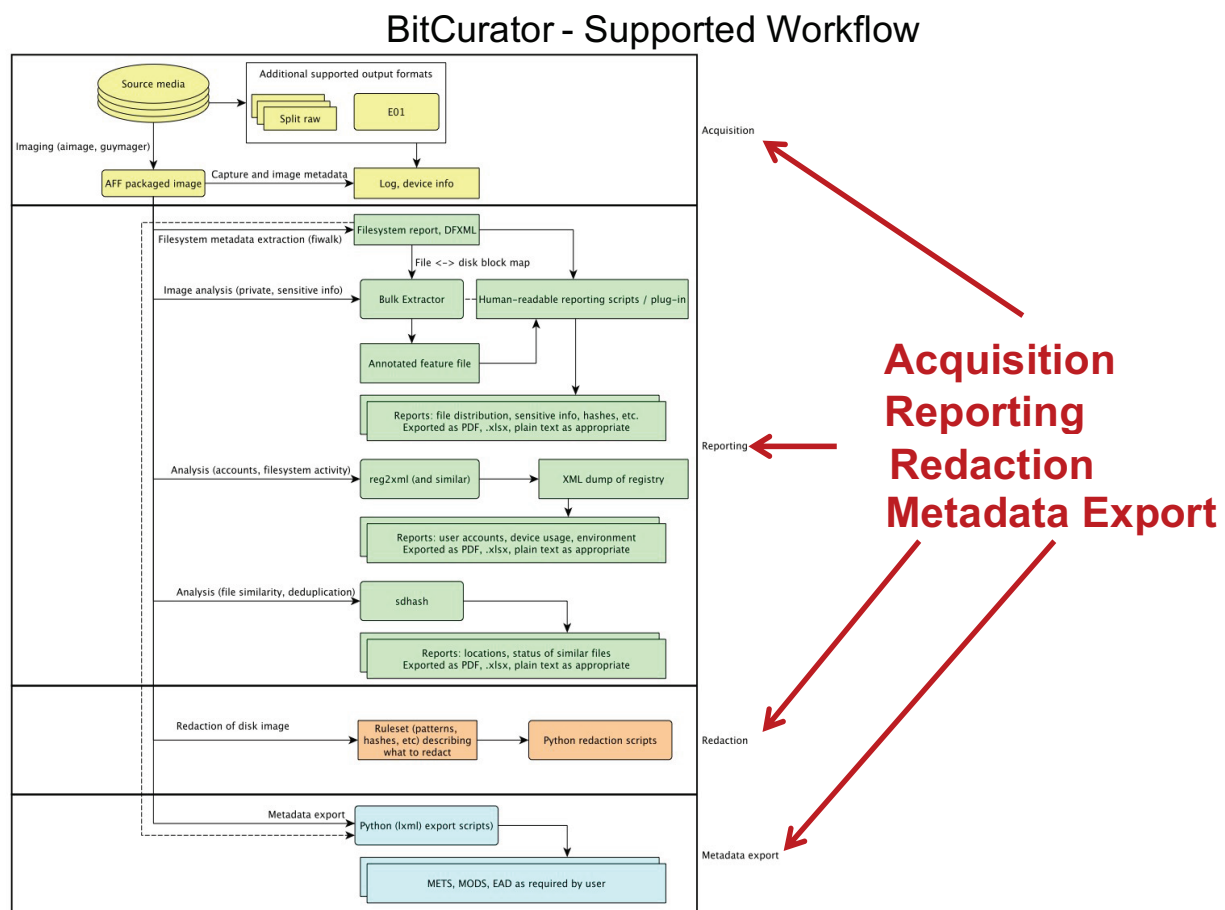 BitCurator - Supported Workflow
Source media
Additional supported output formats
Split raw
E01
Imaging (aimage, guymager)
AFF packaged image
Capture and image metadata
Log, device info
Acquisition
Filesystem report, DFXML
Filesystem metadata extraction (fiwalk)
File <-> disk block map
Image analysis (private, sensitive info)
Bulk Extractor
Human-readable reporting scripts / plug-in
Annotated feature file
Reports: file distribution, sensitive info, hashes, etc.
Exported as PDF, .xlsx, plain text as appropriate
Reporting
Analysis (accounts, filesystem activity)
reg2xml (and similar)
XML dump of registry
Reports: user accounts, device usage, environment
Exported as PDF, .xlsx, plain text as appropriate
Analysis (file similarity, deduplication)
sdhash
Reports: locations, status of similar files
Exported as PDF, .xlsx, plain text as appropriate
Redaction of disk image
Ruleset (patterns,
hashes, etc) describing
what to redact
Python redaction scripts
Redaction
Metadata export
Python (lxml) export scripts)
METS, MODS, EAD as required by user
Metadata export
Acquisition
Reporting
Redaction
Metadata Export